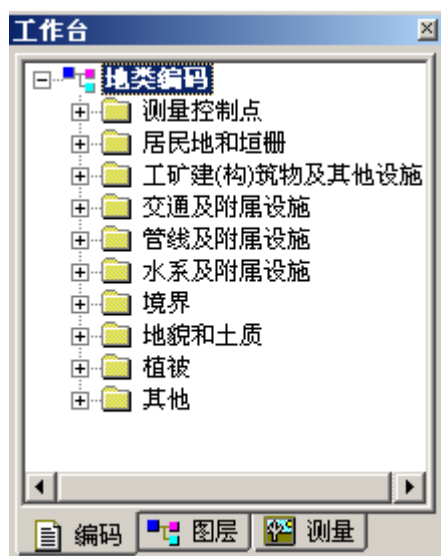 工作台
地类编码
测量控制点
居民地和垣栅
工矿建(构)筑物及其他设施
交通及附属设施
管线及附属设施
水系及附属设施
境界
地貌和土质
植被
其他
编码 图层 测量